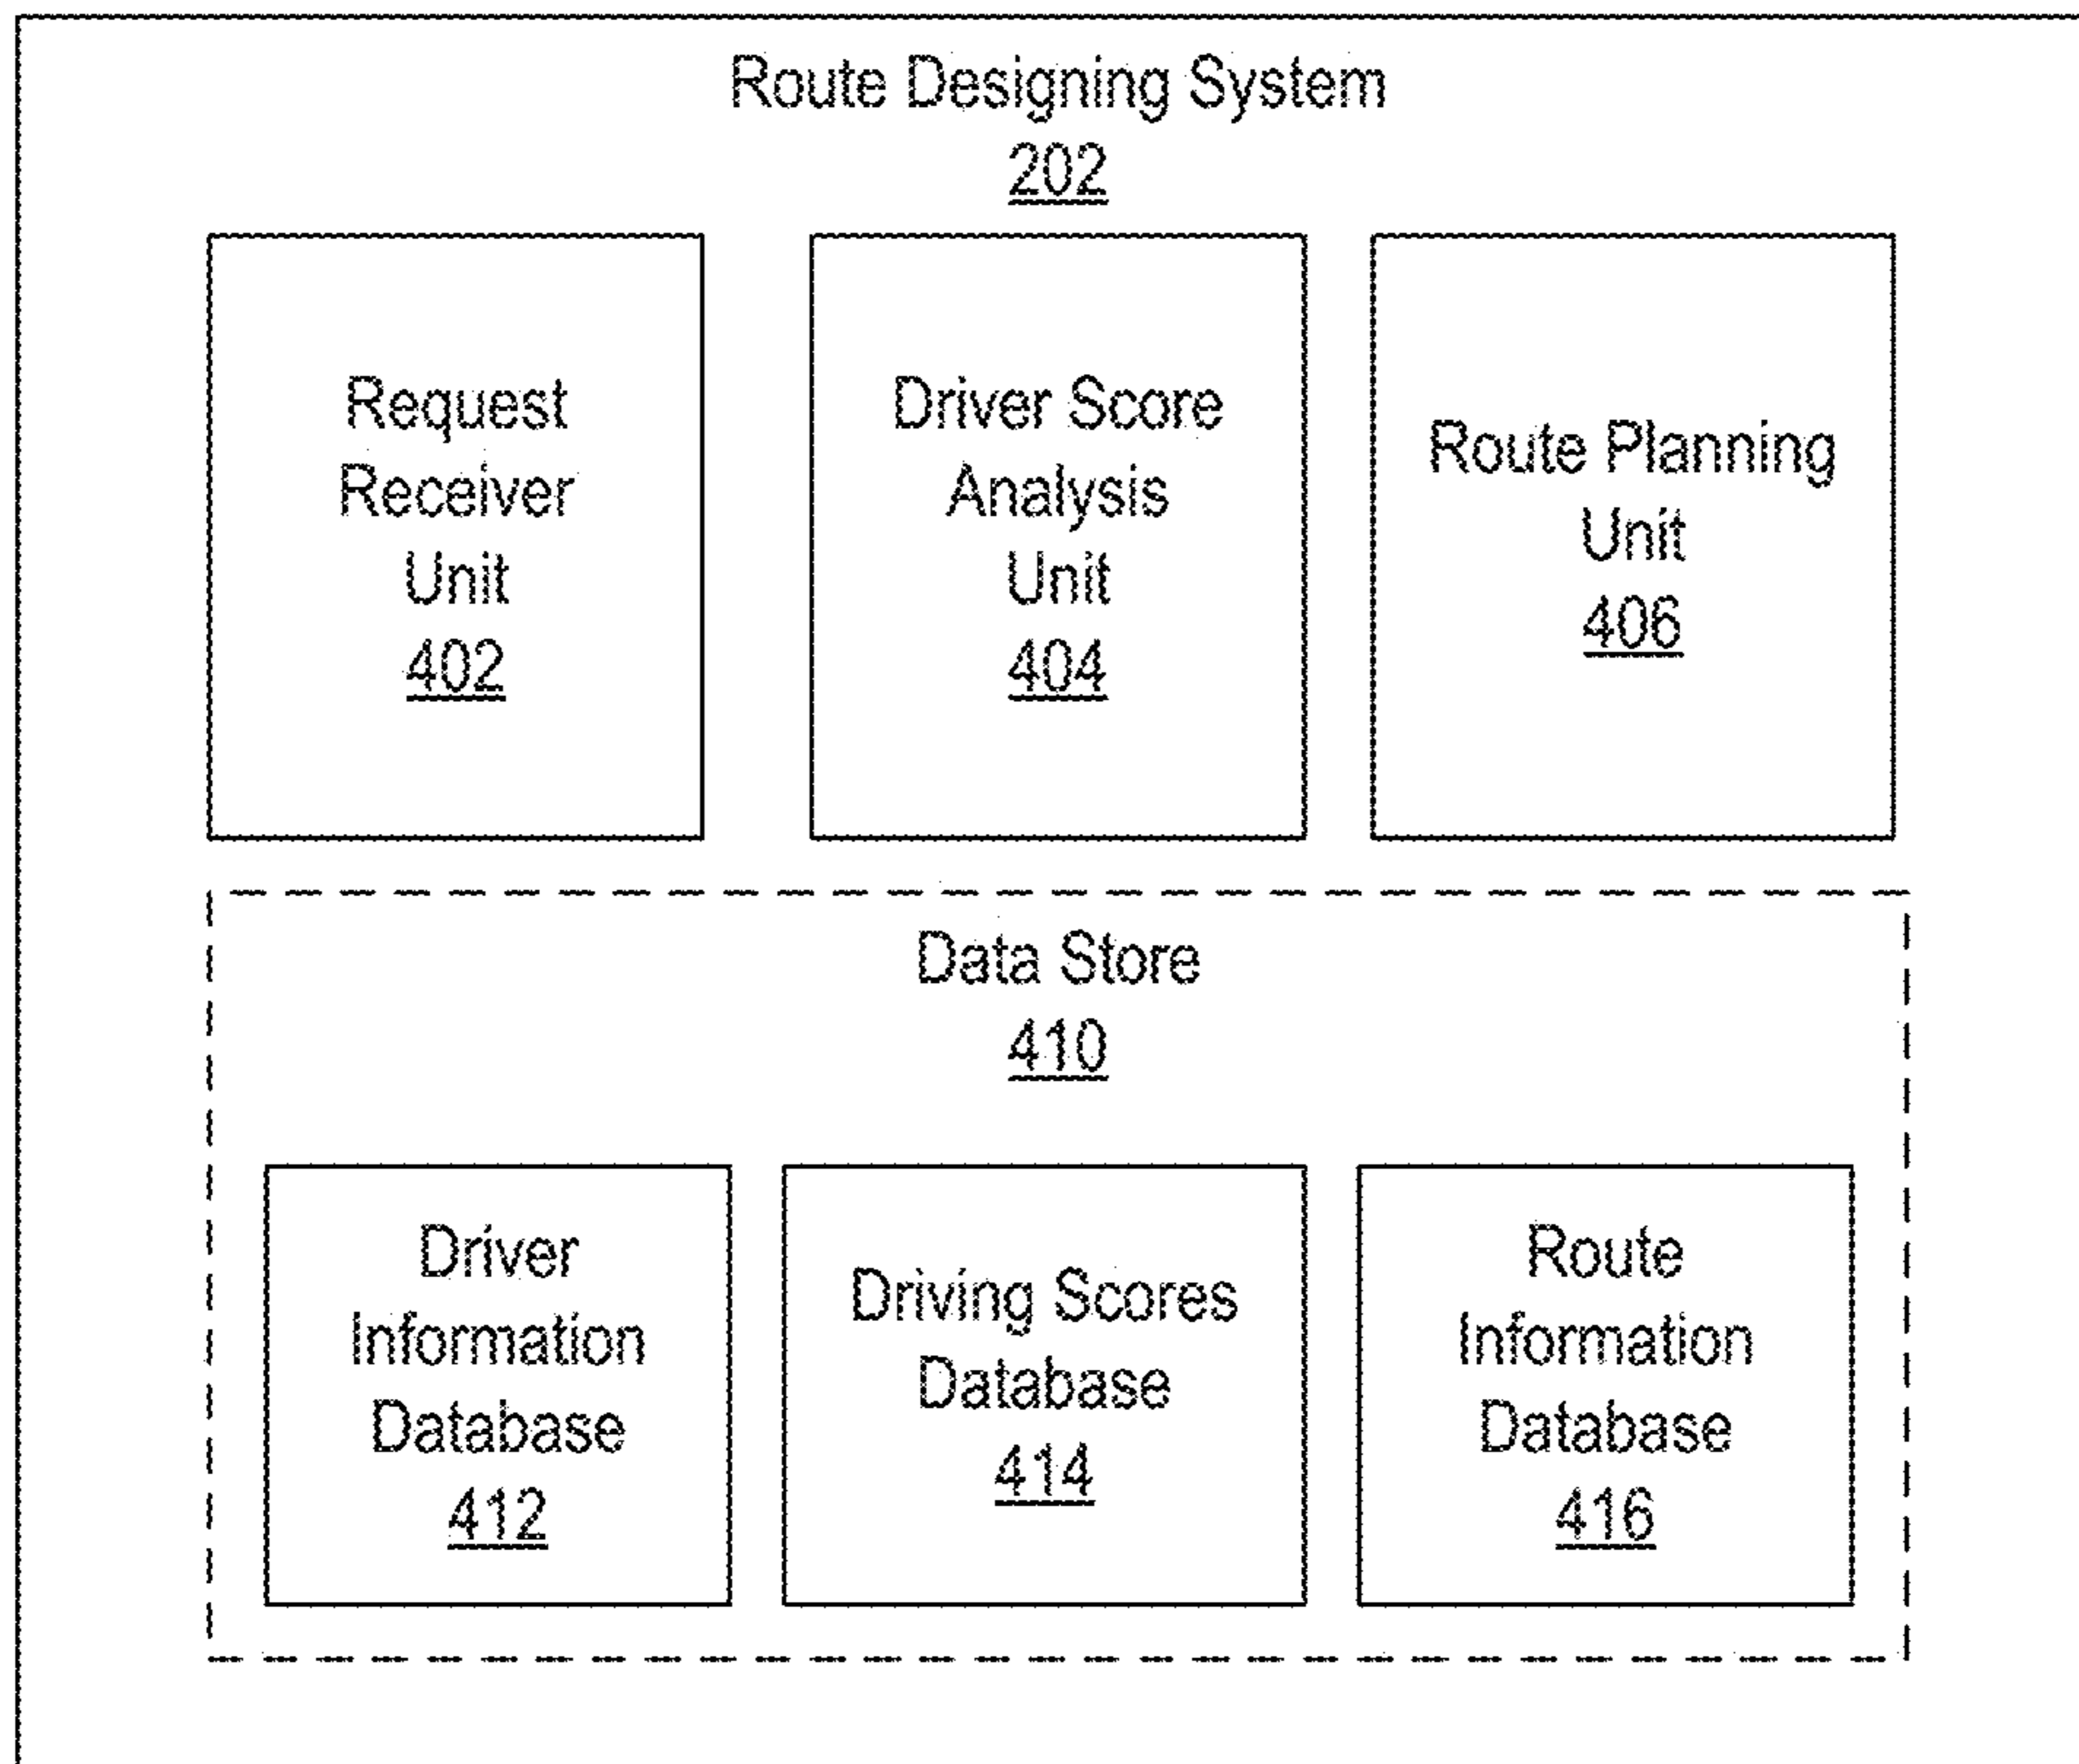 Route Designing System
202
Request
Receiver
Unit
402
Driver Score
Analysis
Unit
404
Route Planning
Unit
406
Data Store
410
Driver
Information
Database
412
Driving Scores
Database
414
Route
Information
Database
416